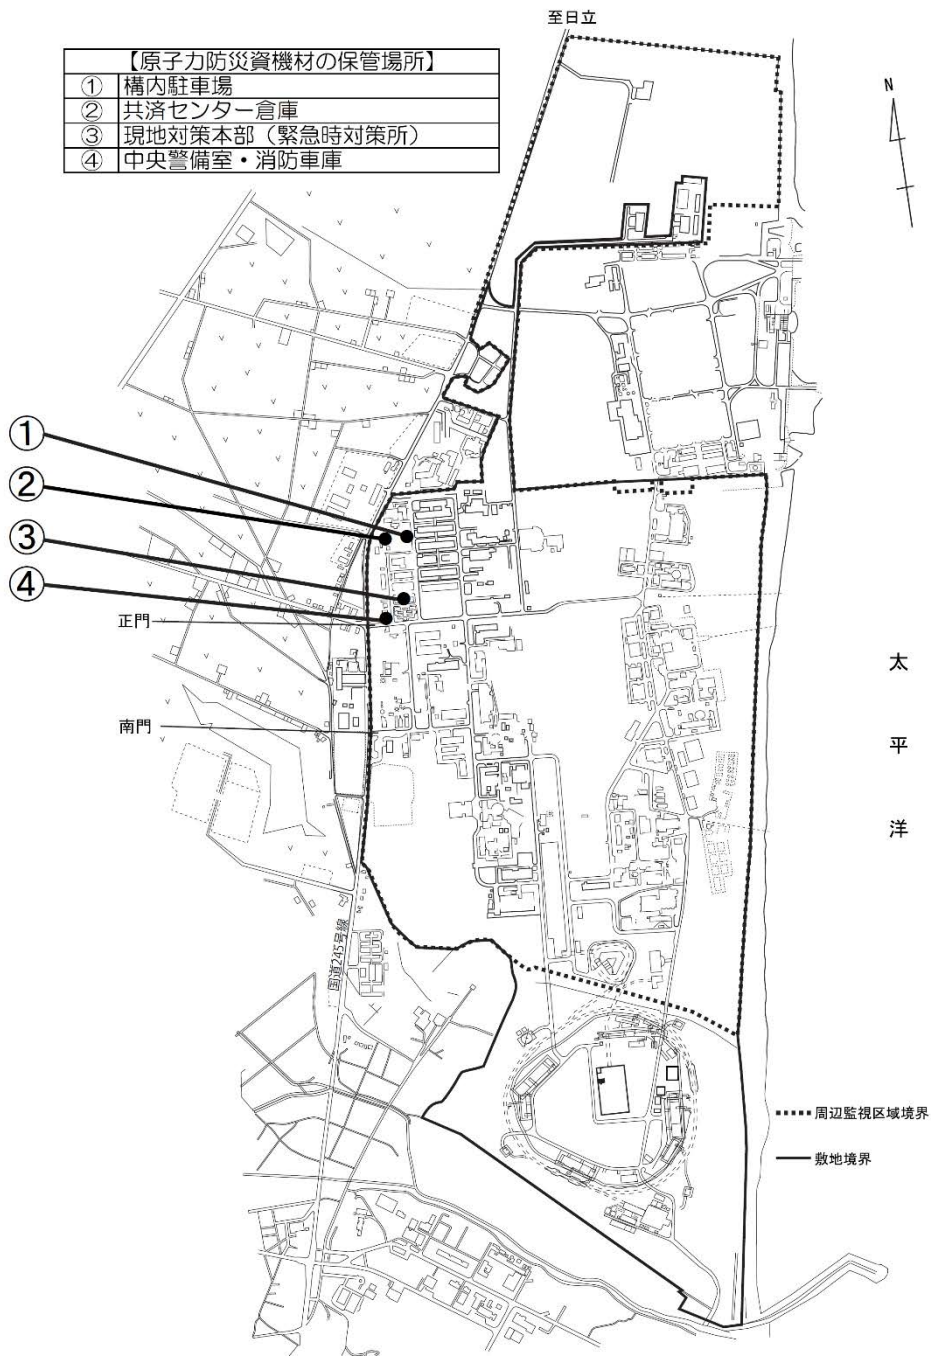 至日立
【原子力防災資機材の保管場所】
① 構内駐車場
② 共済センター倉庫
③ 現地対策本部（緊急時対策所）
④ 中央警備室・消防車庫
N
①
②
③
④
正門
南門
太平洋
国道245号線
周辺監視区域境界
敷地境界